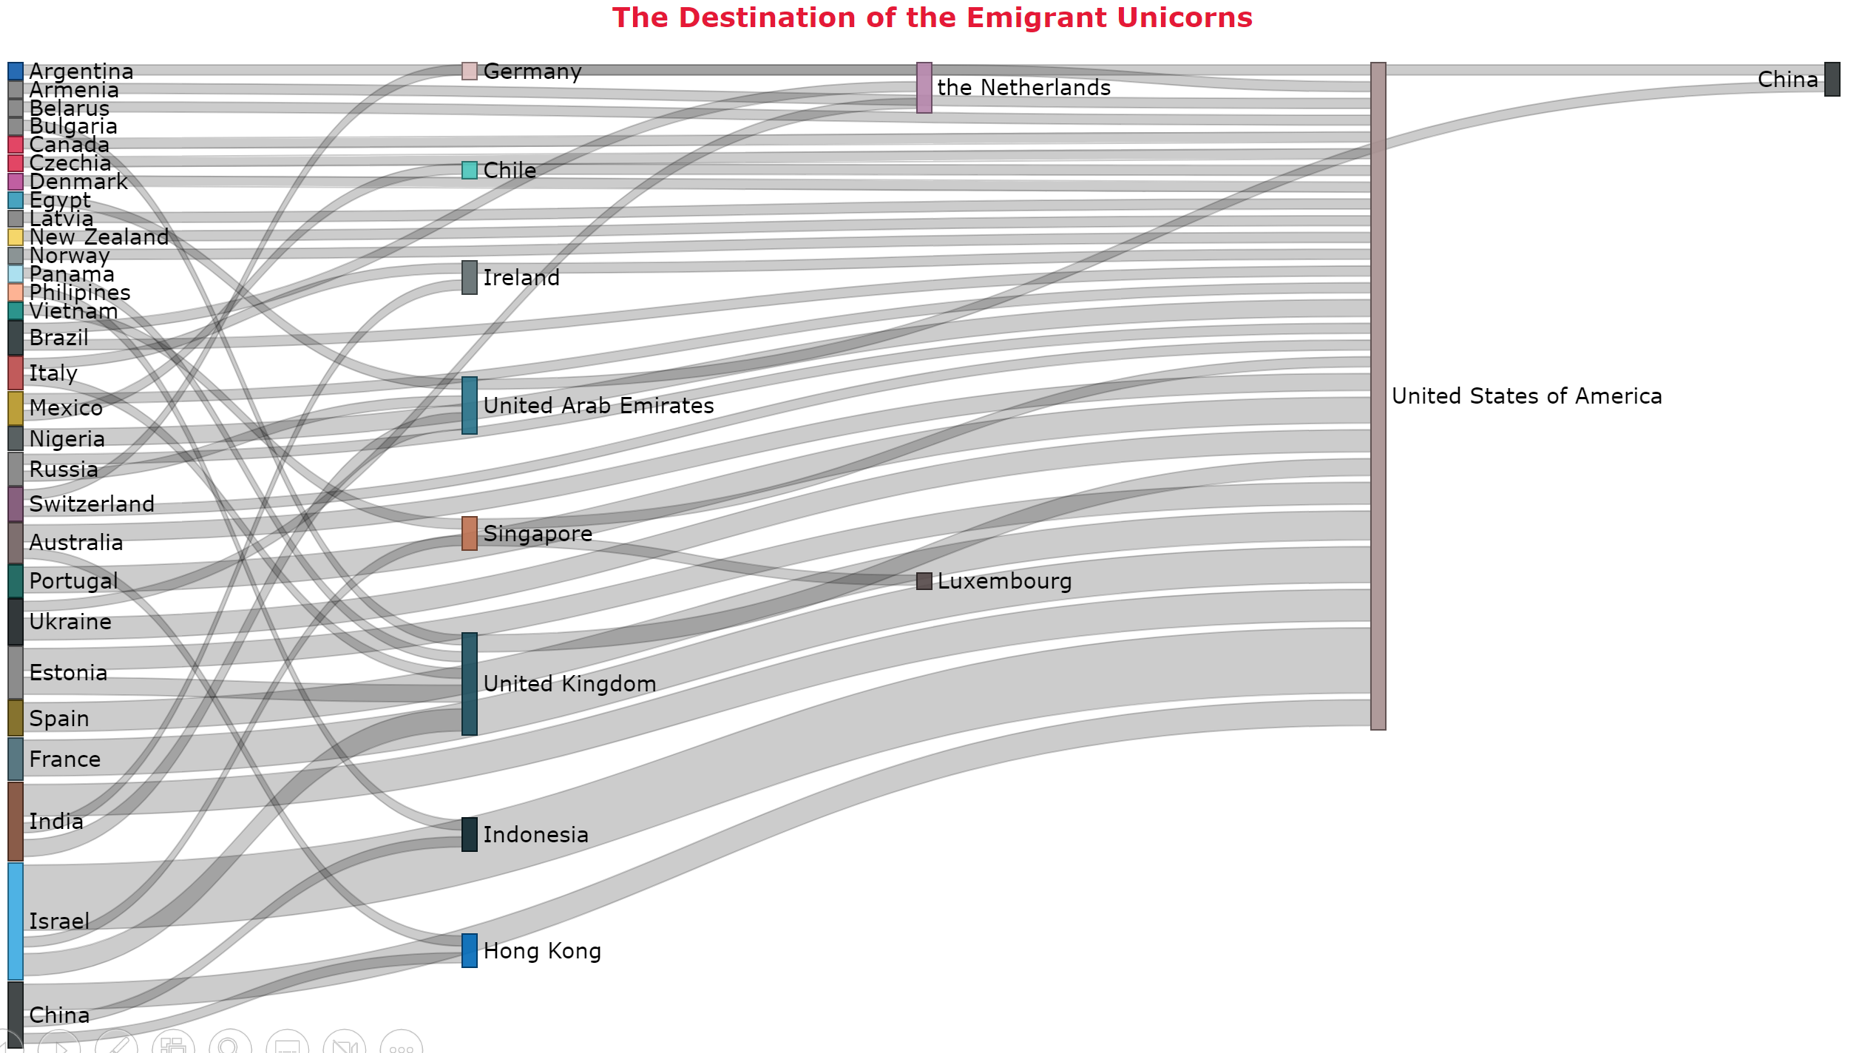 The Destination of the Emigrant Unicorns
Argentina
Armenia
Belarus
Bulgaria
Canada
Czechia
Denmark
Egypt
Latvia
New Zealand
Norway
Panama
Philipines
Vietnam
Brazil
Italy
Mexico
Nigeria
Russia
Switzerland
Australia
Portugal
Ukraine
Estonia
Spain
France
India
Israel
China
Germany
Chile
Ireland
United Arab Emirates
Singapore
United Kingdom
Indonesia
Hong Kong
the Netherlands
Luxembourg
United States of America
China